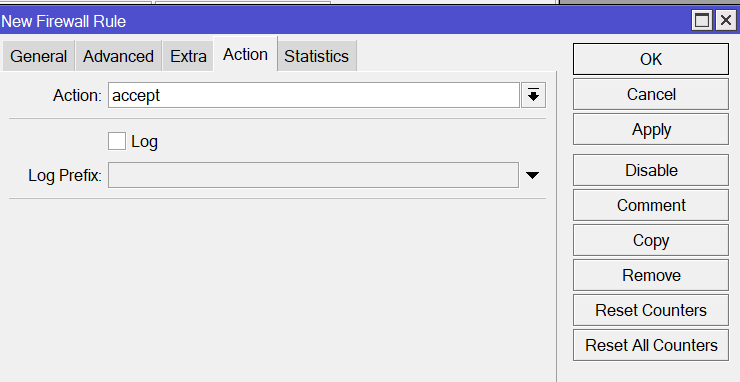 New Firewall Rule
General Advanced Extra Action Statistics
Action: accept
Log
Log Prefix:
OK
Cancel
Apply
Disable
Comment
Copy
Remove
Reset Counters
Reset All Counters